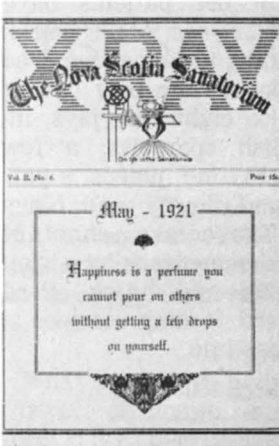 X-RAY
The Nova Scotia Sanatorium
Vol. II. No. 6.
May - 1921
Happiness is a perfume you
cannot pour on others
without getting a few drops
on yourself.